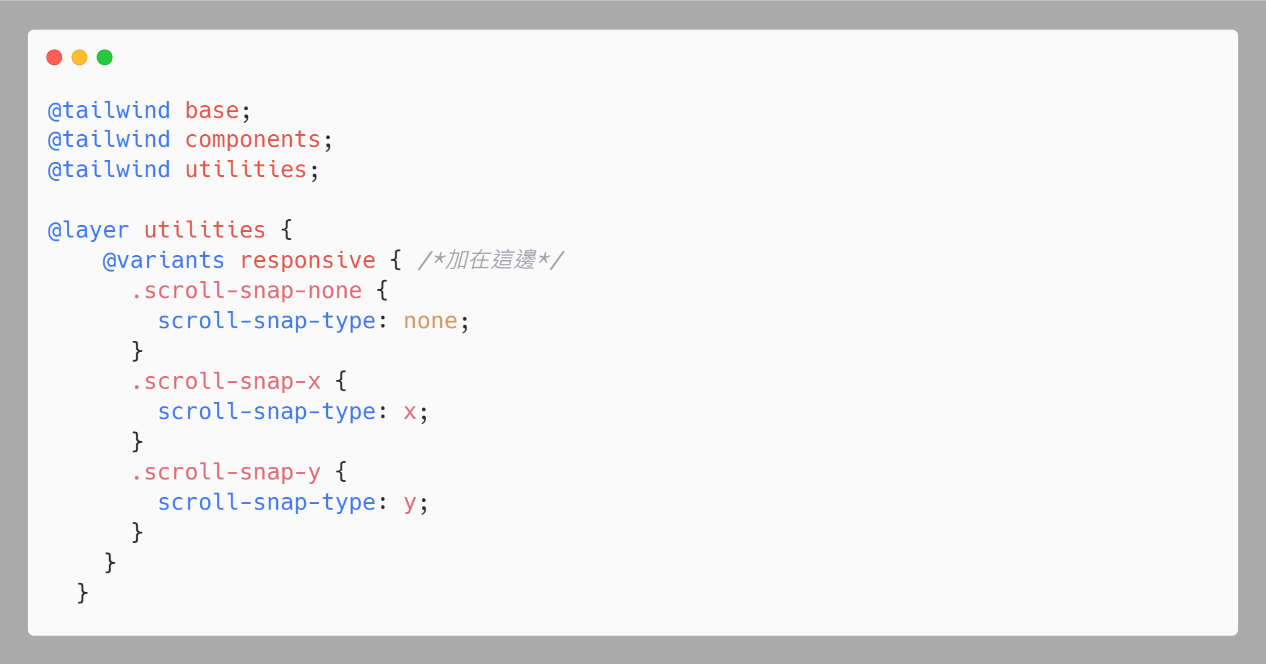 @tailwind base;
@tailwind components;
@tailwind utilities;

@layer utilities {
    @variants responsive { /*加在這邊*/
      .scroll-snap-none {
        scroll-snap-type: none;
      }
      .scroll-snap-x {
        scroll-snap-type: x;
      }
      .scroll-snap-y {
        scroll-snap-type: y;
      }
    }
  }